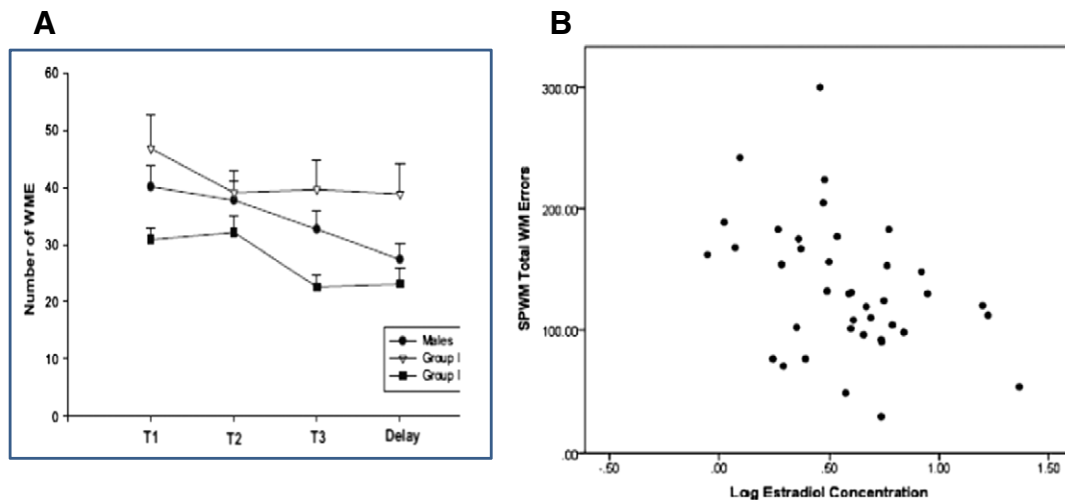 A
60
50
40
30
20
10
0
Number of WME
T1 T2 T3 Delay
Males
Group I
Group I
B
300.00
200.00
100.00
.00
SPWM Total WM Errors
-.50 .00 .50 1.00 1.50
Log Estradiol Concentration